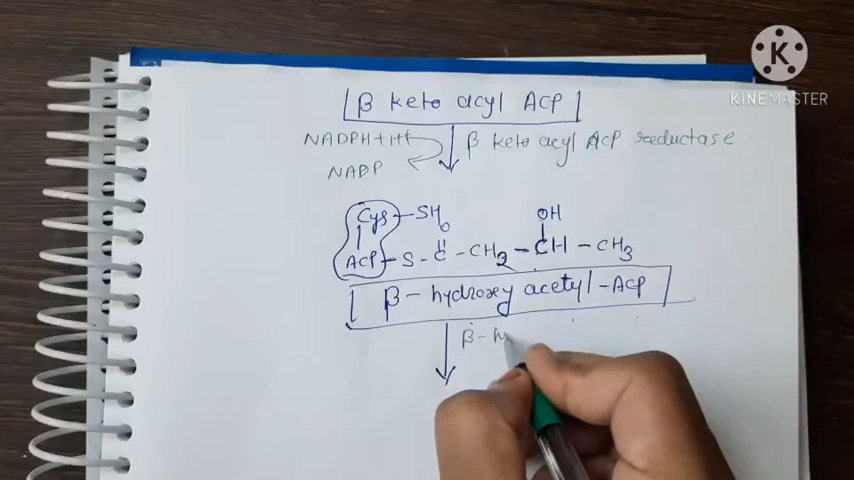 K
KINEMASTER
β keto acyl ACP
NADPH+H+
β keto acyl ACP reductase
NADP
Cys - SH
O
OH
ACP - S - C - CH2 - CH - CH3
β - hydroxy acetyl - ACP
β - h